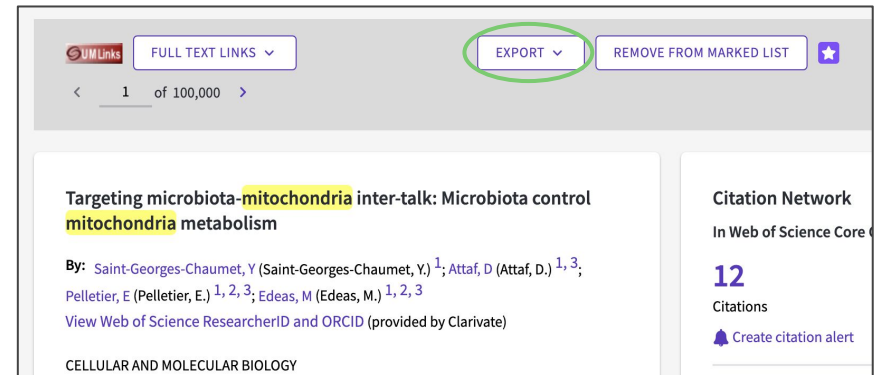 SUMLinks FULL TEXT LINKS EXPORT REMOVE FROM MARKED LIST
1 of 100,000
Targeting microbiota-mitochondria inter-talk: Microbiota control
mitochondria metabolism
By: Saint-Georges-Chaumet, Y (Saint-Georges-Chaumet, Y.) 1; Attaf, D (Attaf, D.) 1, 3;
Pelletier, E (Pelletier, E.) 1, 2, 3; Edeas, M (Edeas, M.) 1, 2, 3
View Web of Science ResearcherID and ORCID (provided by Clarivate)
CELLULAR AND MOLECULAR BIOLOGY
Citation Network
In Web of Science Core
12
Citations
Create citation alert